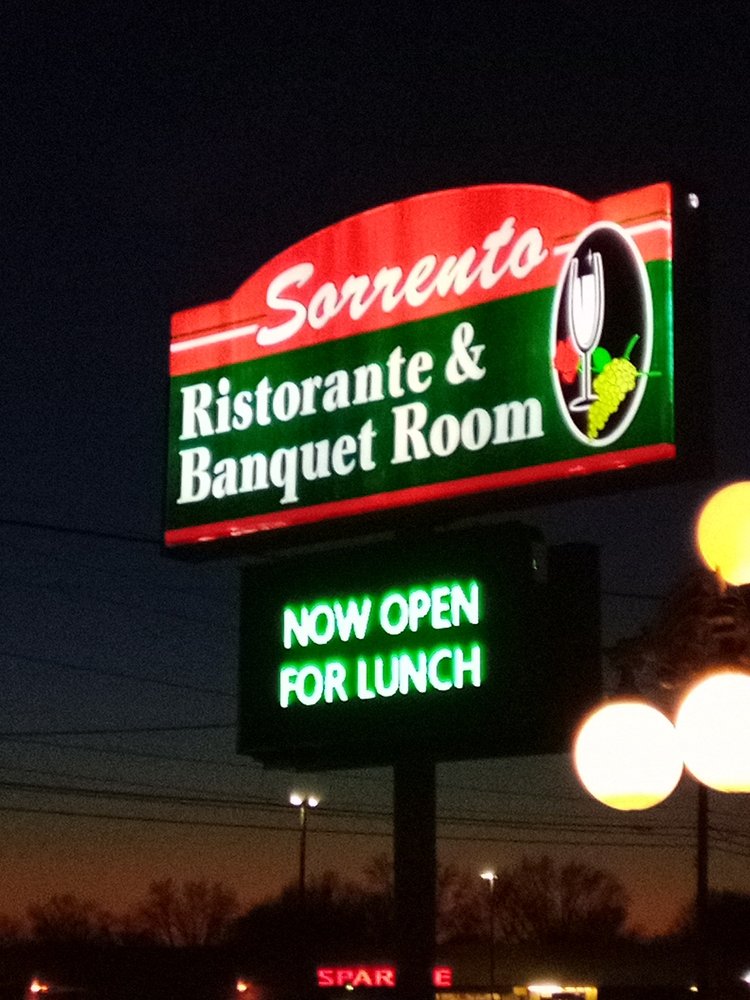 Sorrento
Ristorante &
Banquet Room
NOW OPEN
FOR LUNCH